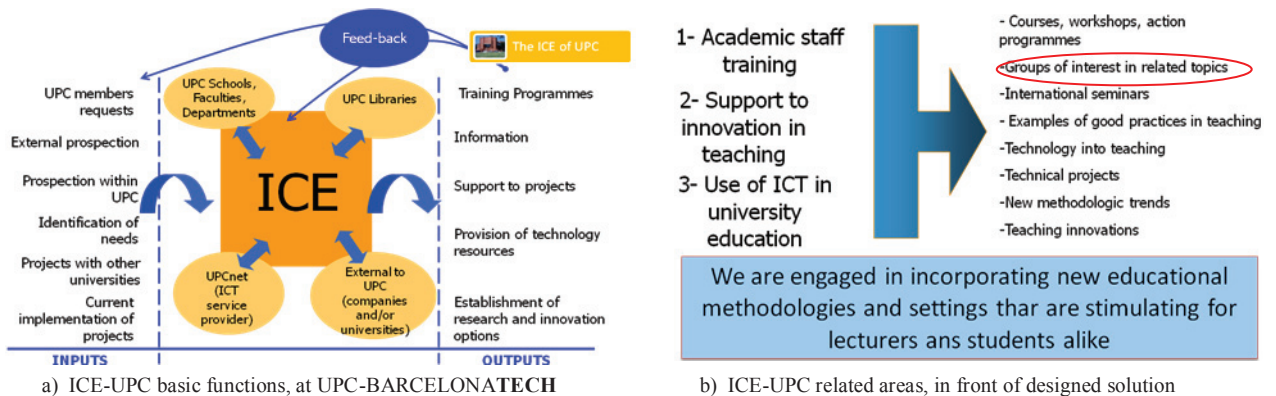 Feed-back
The ICE of UPC
UPC members
requests
External prospection
Prospection within
UPC
Identification of
needs
Projects with other
universities
Current
implementation of
projects
INPUTS
UPC Schools,
Faculties,
Departments
UPC Libraries
ICE
UPCnet
(ICT
service
provider)
External to
UPC
(companies
and/or
universities)
Training Programmes
Information
Support to projects
Provision of technology
resources
Establishment of
research and innovation
options
OUTPUTS
a) ICE-UPC basic functions, at UPC-BARCELONATECH
1- Academic staff
training
2- Support to
innovation in
teaching
3- Use of ICT in
university
education
- Courses, workshops, action
programmes
-Groups of interest in related topics
-International seminars
- Examples of good practices in teaching
-Technology into teaching
-Technical projects
-New methodologic trends
-Teaching innovations
We are engaged in incorporating new educational
methodologies and settings thar are stimulating for
lecturers ans students alike
b) ICE-UPC related areas, in front of designed solution